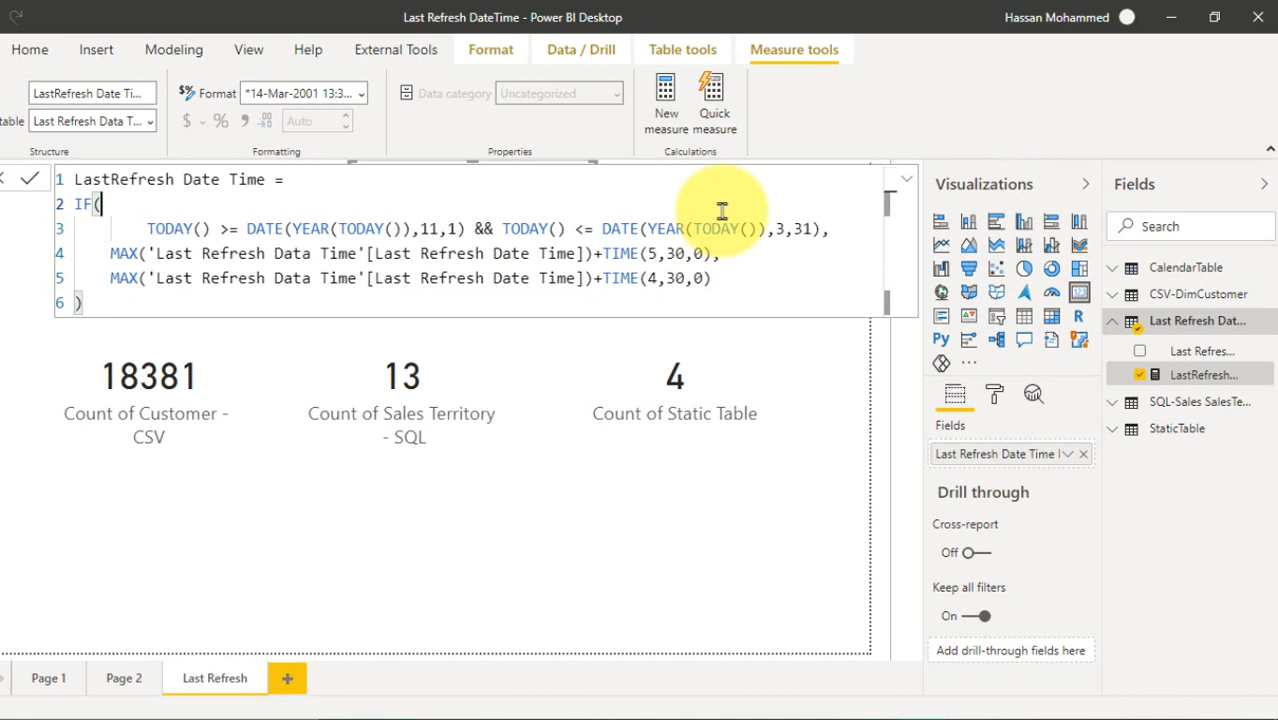 Last Refresh DateTime - Power BI Desktop
Hassan Mohammed
Home Insert Modeling View Help External Tools Format Data / Drill Table tools Measure tools
LastRefresh Date Ti...
table Last Refresh Data T...
Structure
Format *14-Mar-2001 13:3...
$ % 9 Auto
Formatting
Data category Uncategorized
Properties
New measure
Quick measure
Calculations
1 LastRefresh Date Time =
2 IF(
3 TODAY() >= DATE(YEAR(TODAY()),11,1) && TODAY() <= DATE(YEAR(TODAY()),3,31),
4 MAX('Last Refresh Data Time'[Last Refresh Date Time])+TIME(5,30,0),
5 MAX('Last Refresh Data Time'[Last Refresh Date Time])+TIME(4,30,0)
6 )
18381
Count of Customer -
CSV
13
Count of Sales Territory
- SQL
4
Count of Static Table
Visualizations
Py
R
Fields
Last Refresh Date Time
Drill through
Cross-report
Off
Keep all filters
On
Add drill-through fields here
Fields
Search
CalendarTable
CSV-DimCustomer
Last Refresh Dat...
Last Refres...
LastRefresh...
SQL-Sales SalesTe...
StaticTable
Page 1 Page 2 Last Refresh +